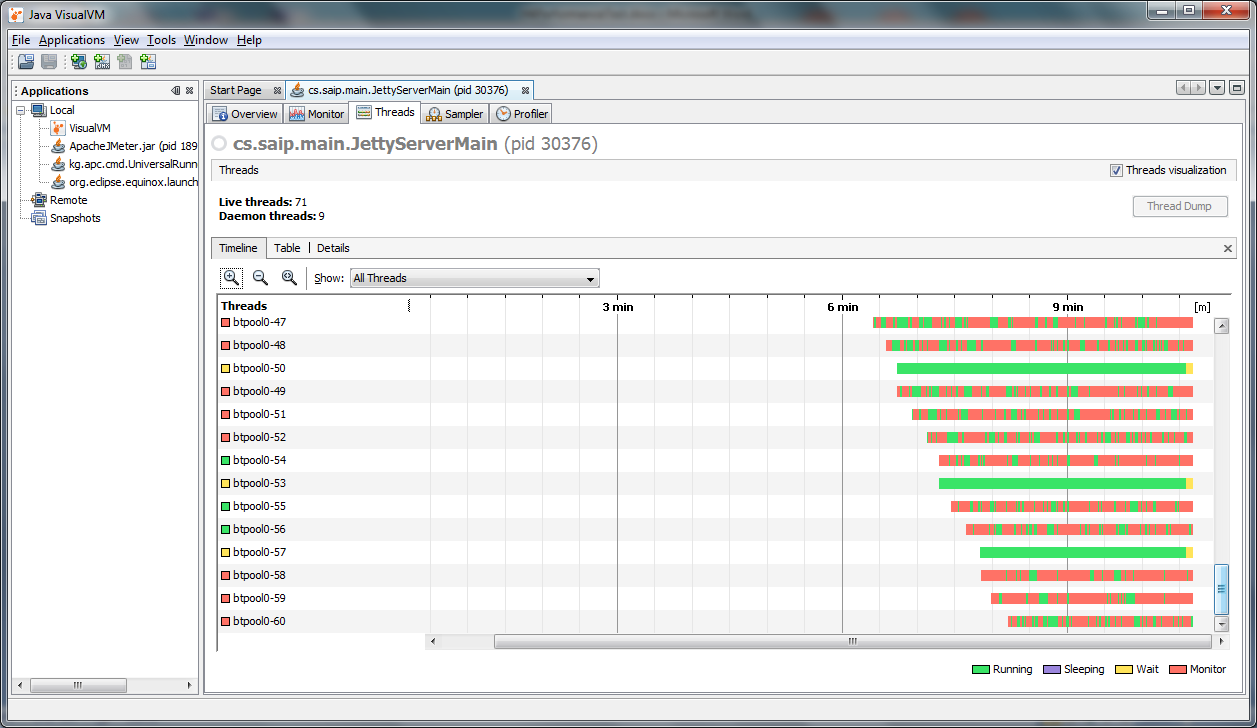 Java VisualVM
File Applications View Tools Window Help
Applications
Local
VisualVM
ApacheJMeter.jar (pid 189
kg.apc.cmd.UniversalRunn
org.eclipse.equinox.launch
Remote
Snapshots
Start Page cs.saip.main.JettyServerMain (pid 30376)
Overview Monitor Threads Sampler Profiler
cs.saip.main.JettyServerMain (pid 30376)
Threads Threads visualization
Live threads: 71
Daemon threads: 9
Thread Dump
Timeline Table Details
Show: All Threads
Threads 3 min 6 min 9 min [m]
btpool0-47
btpool0-48
btpool0-50
btpool0-49
btpool0-51
btpool0-52
btpool0-54
btpool0-53
btpool0-55
btpool0-56
btpool0-57
btpool0-58
btpool0-59
btpool0-60
Running Sleeping Wait Monitor